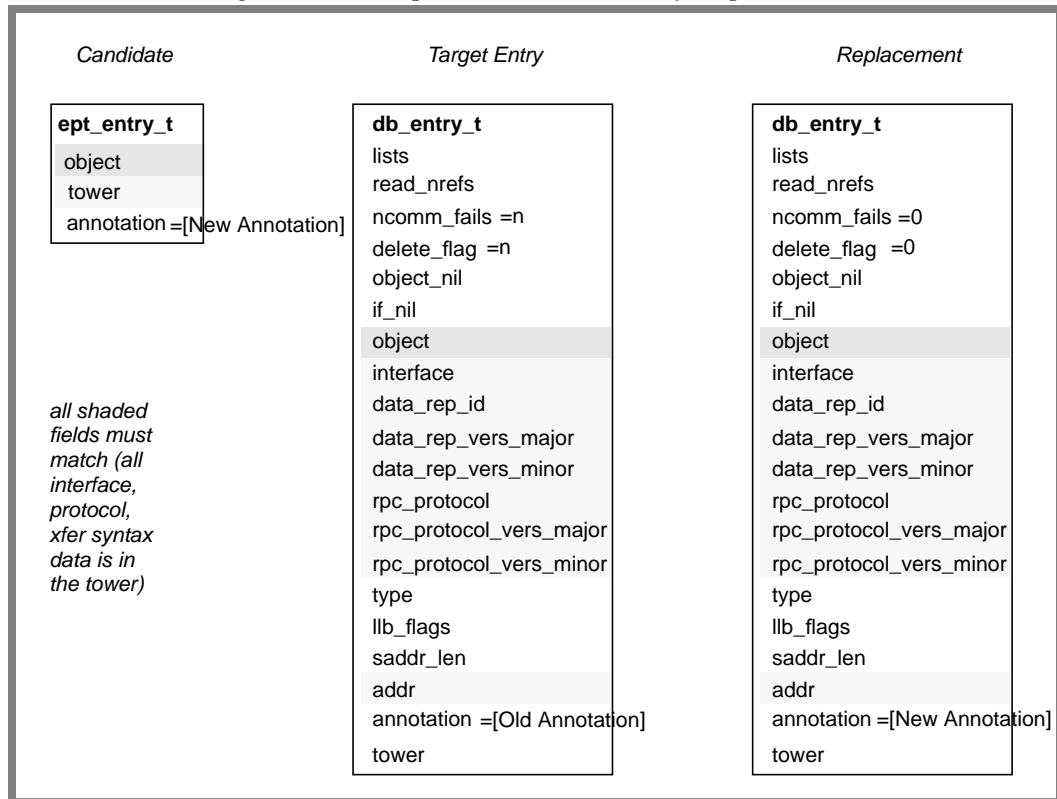 Candidate
Target Entry
Replacement
ept_entry_t
object
tower
annotation =[New Annotation]
all shaded
fields must
match (all
interface,
protocol,
xfer syntax
data is in
the tower)
db_entry_t
lists
read_nrefs
ncomm_fails =n
delete_flag =n
object_nil
if_nil
object
interface
data_rep_id
data_rep_vers_major
data_rep_vers_minor
rpc_protocol
rpc_protocol_vers_major
rpc_protocol_vers_minor
type
llb_flags
saddr_len
addr
annotation =[Old Annotation]
tower
db_entry_t
lists
read_nrefs
ncomm_fails =0
delete_flag =0
object_nil
if_nil
object
interface
data_rep_id
data_rep_vers_major
data_rep_vers_minor
rpc_protocol
rpc_protocol_vers_major
rpc_protocol_vers_minor
type
llb_flags
saddr_len
addr
annotation =[New Annotation]
tower